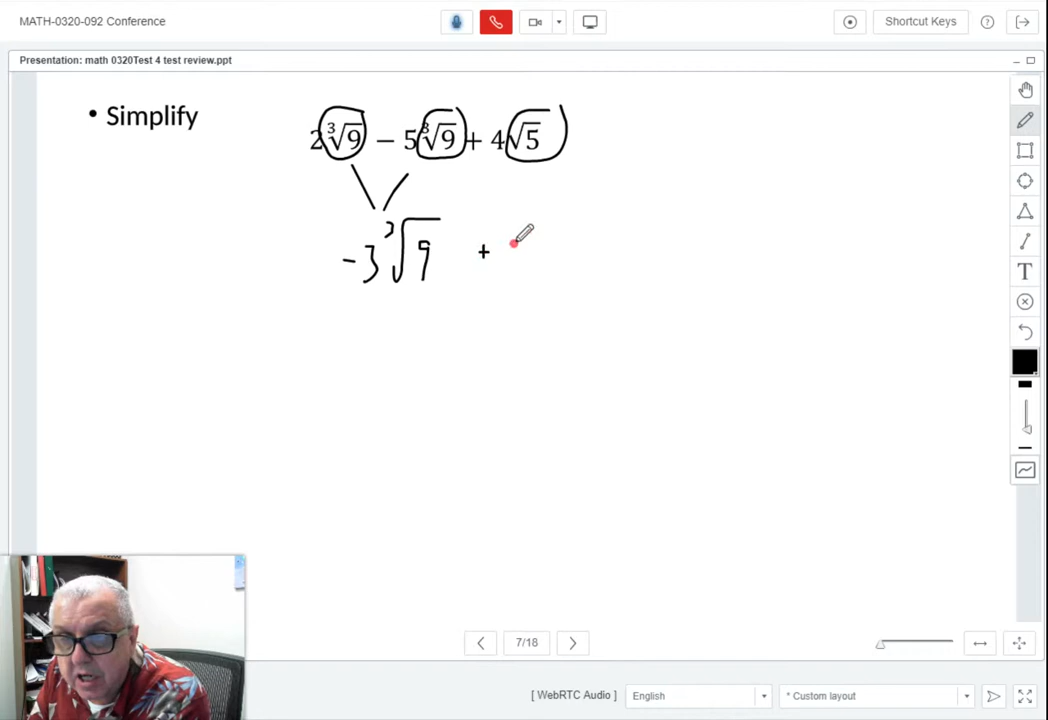 MATH-0320-092 Conference
Shortcut Keys
Presentation: math 0320Test 4 test review.ppt
• Simplify 2∛9 − 5∛9 + 4√5
-3∛9 +
T
7/18
[ WebRTC Audio ] English * Custom layout